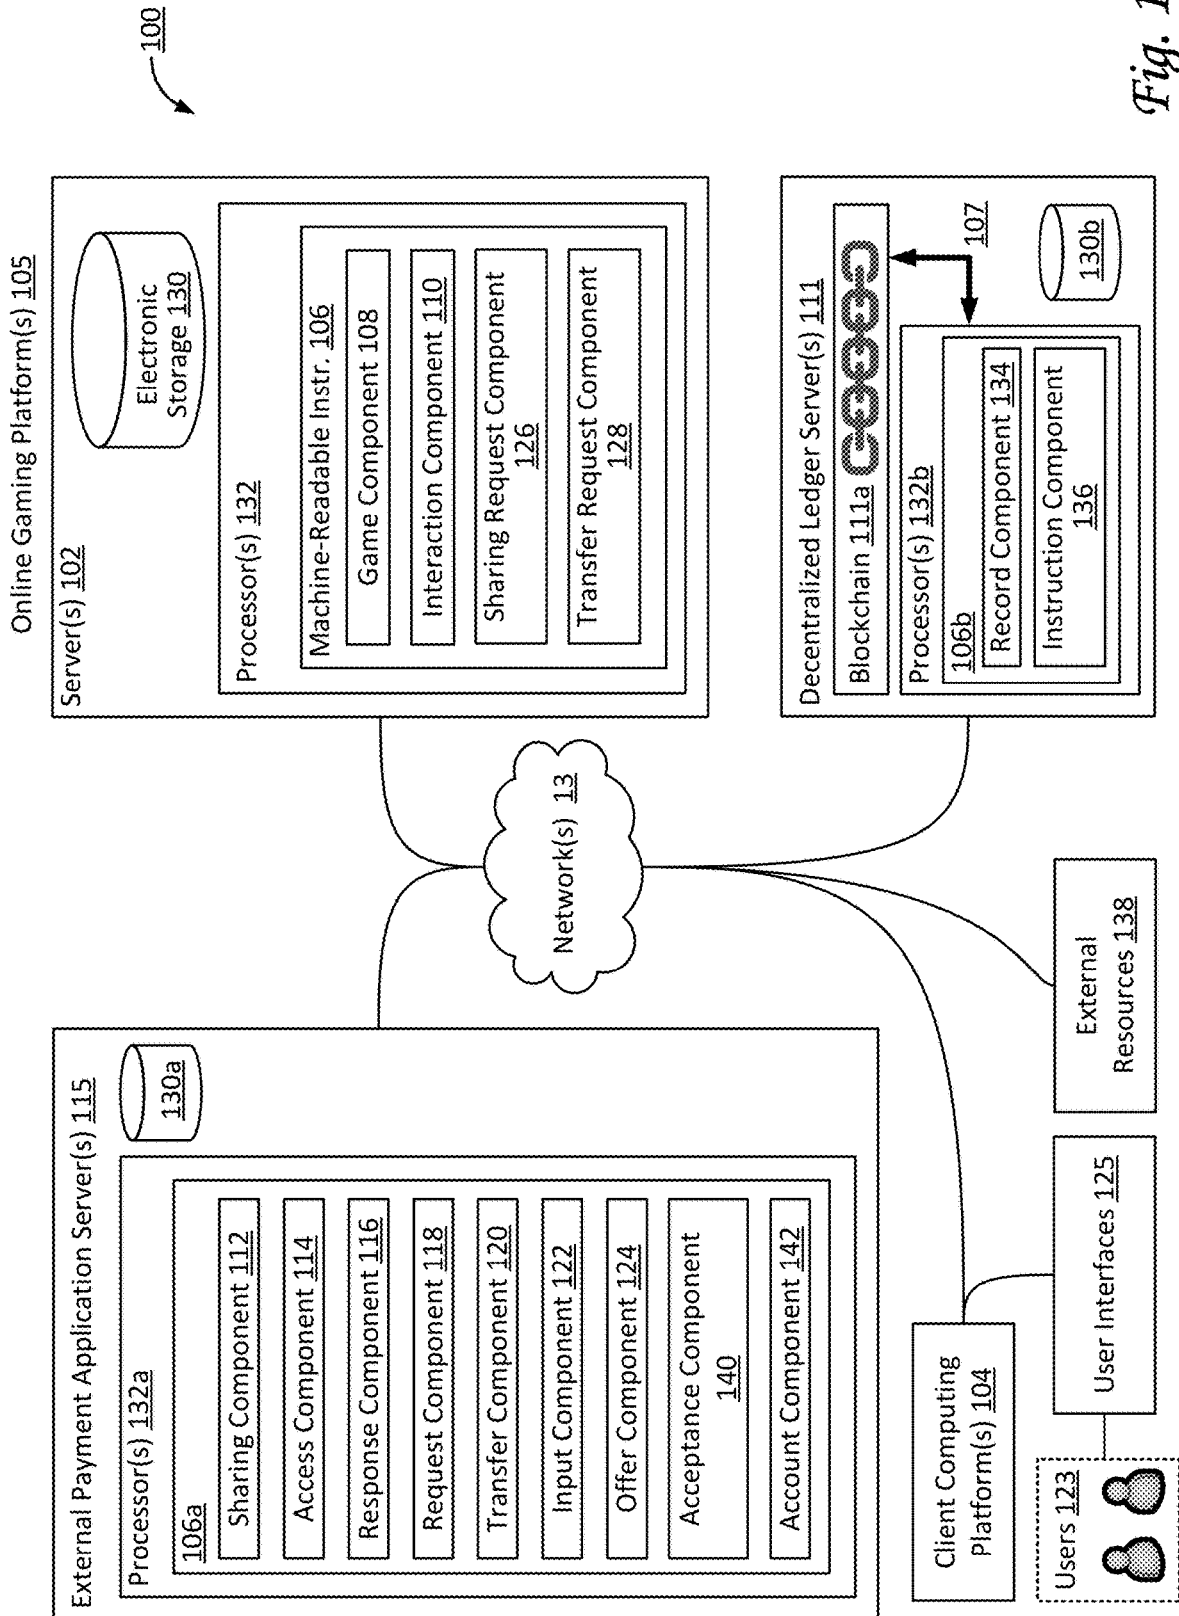 100
Online Gaming Platform(s) 105
Server(s) 102
Electronic
Storage 130
Processor(s) 132
Machine-Readable Instr. 106
Game Component 108
Interaction Component 110
Sharing Request Component
126
Transfer Request Component
128
External Payment Application Server(s) 115
130a
Processor(s) 132a
106a
Sharing Component 112
Access Component 114
Response Component 116
Request Component 118
Transfer Component 120
Input Component 122
Offer Component 124
Acceptance Component
140
Account Component 142
Network(s) 13
Decentralized Ledger Server(s) 111
Blockchain 111a
107
Processor(s) 132b
130b
106b
Record Component 134
Instruction Component
136
Client Computing
Platform(s) 104
Users 123
User Interfaces 125
External
Resources 138
Fig. 1